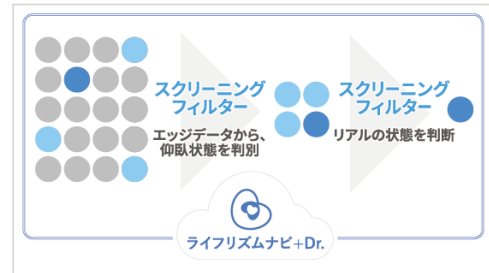 スクリーニング
フィルター
エッジデータから、
仰臥状態を判別
スクリーニング
フィルター
リアルの状態を判断
ライフリズムナビ+Dr.